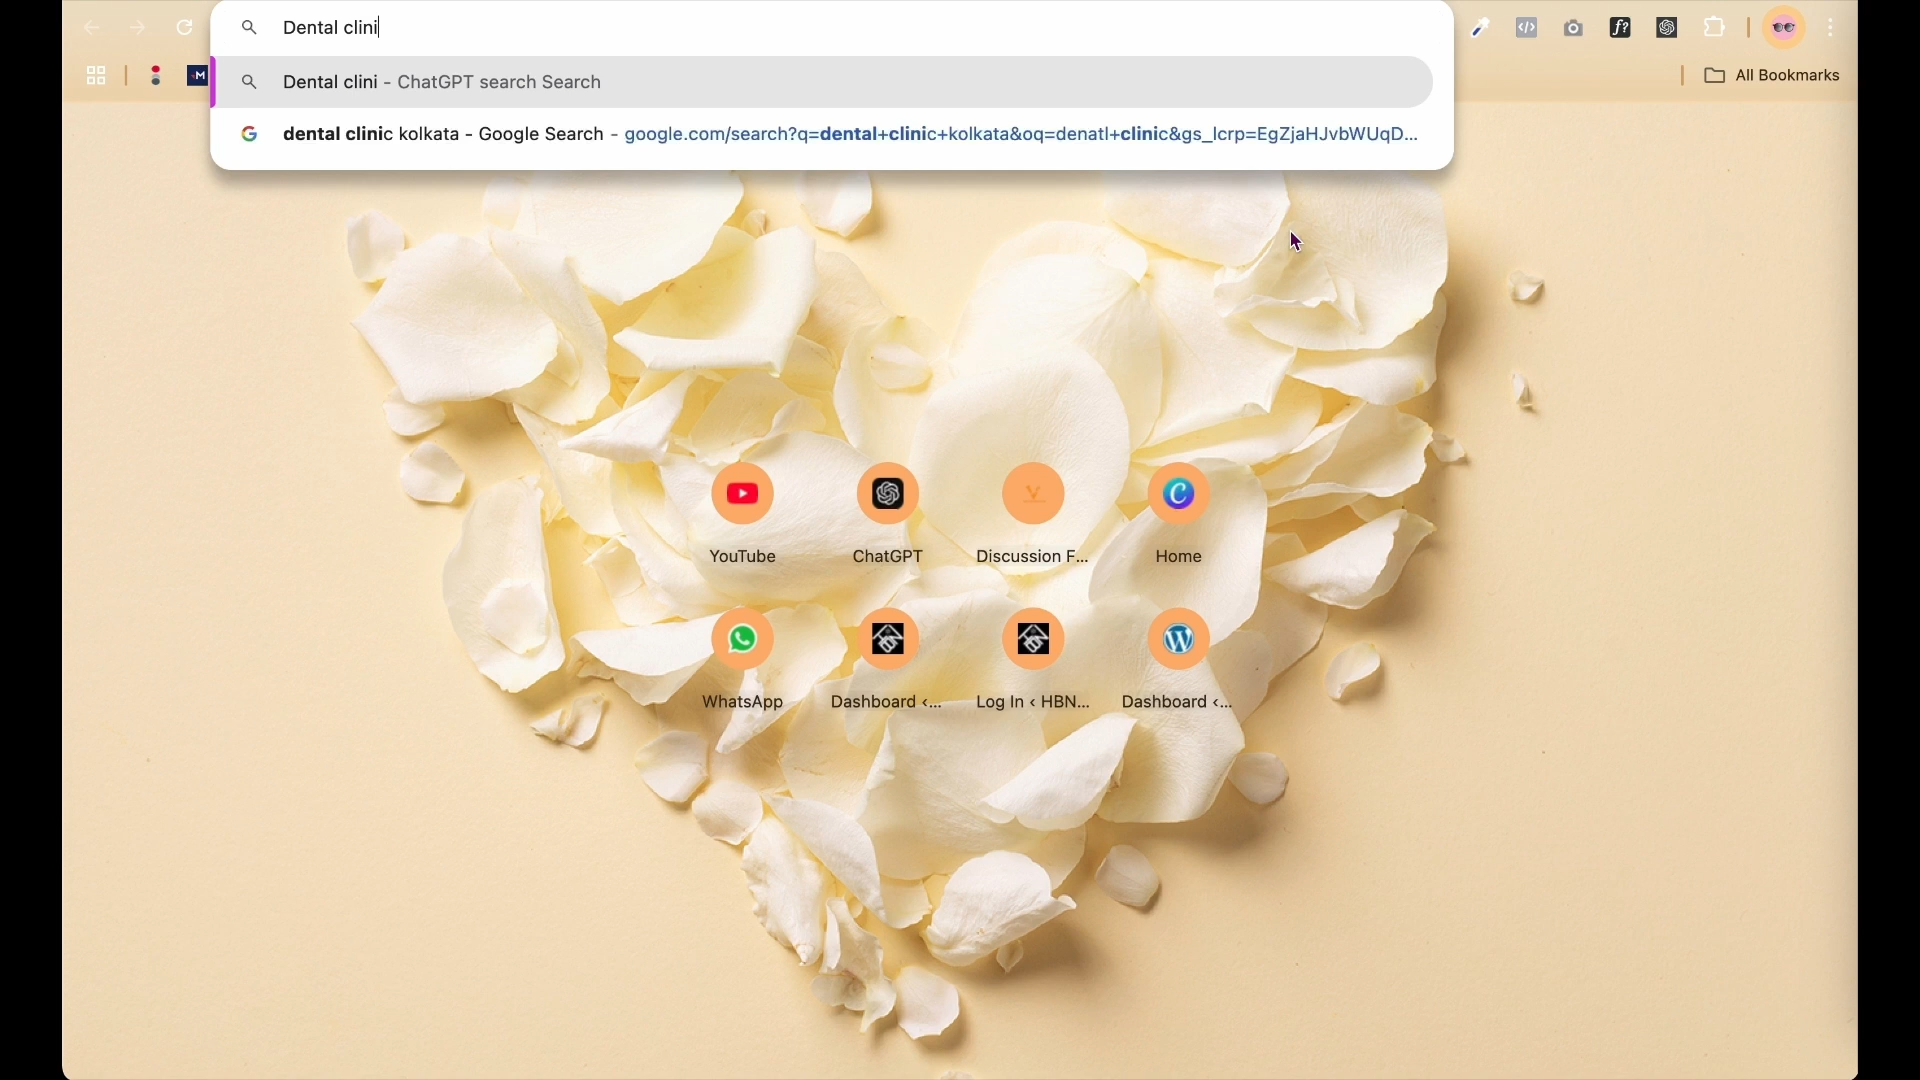 Dental clini
Dental clini - ChatGPT search Search
dental clinic kolkata - Google Search - google.com/search?q=dental+clinic+kolkata&oq=denatl+clinic&gs_lcrp=EgZjaHJvbWUqD...
All Bookmarks
YouTube ChatGPT Discussion F... Home
WhatsApp Dashboard ‹... Log In ‹ HBN... Dashboard ‹...